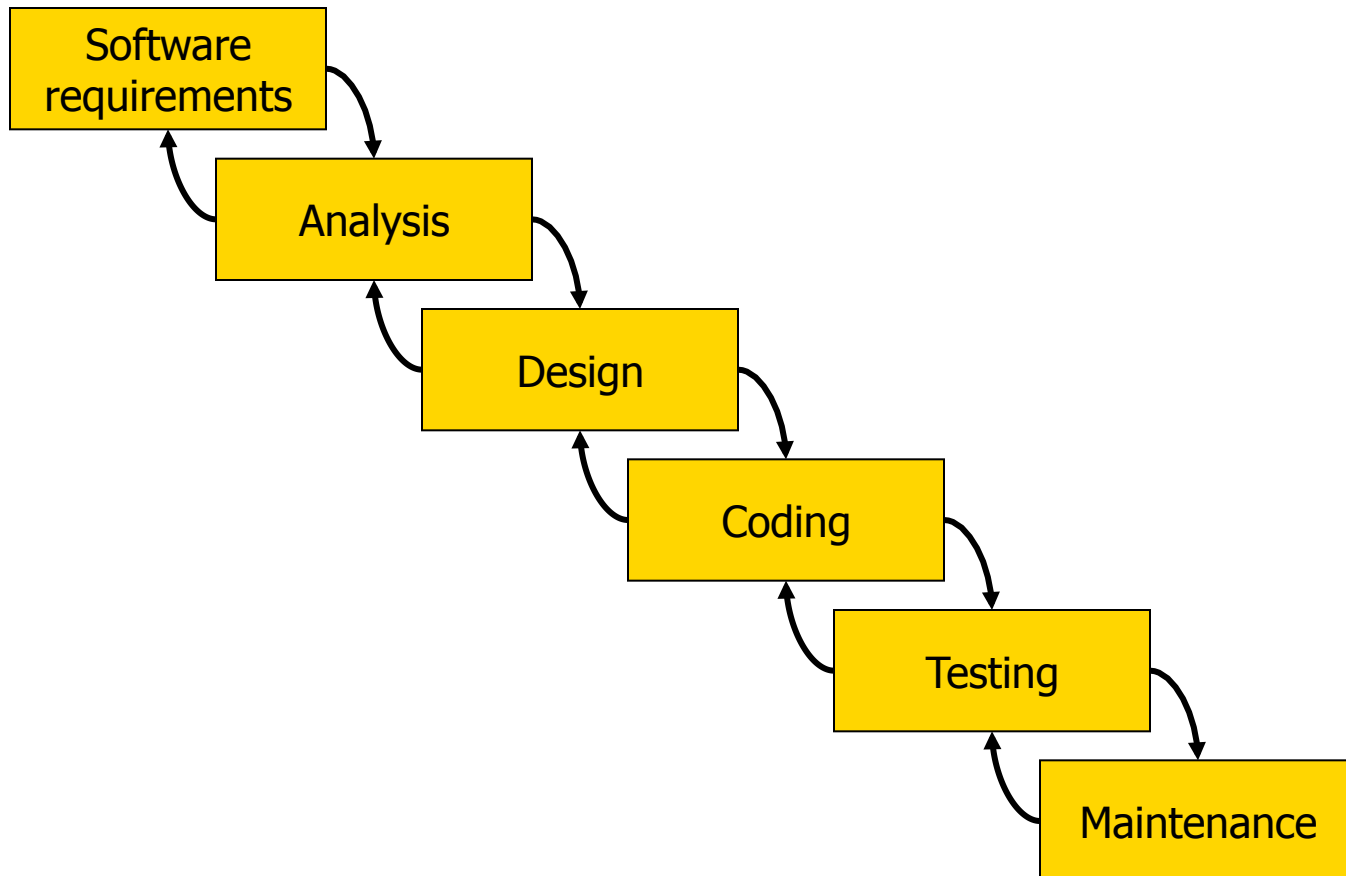 Software
requirements
Analysis
Design
Coding
Testing
Maintenance